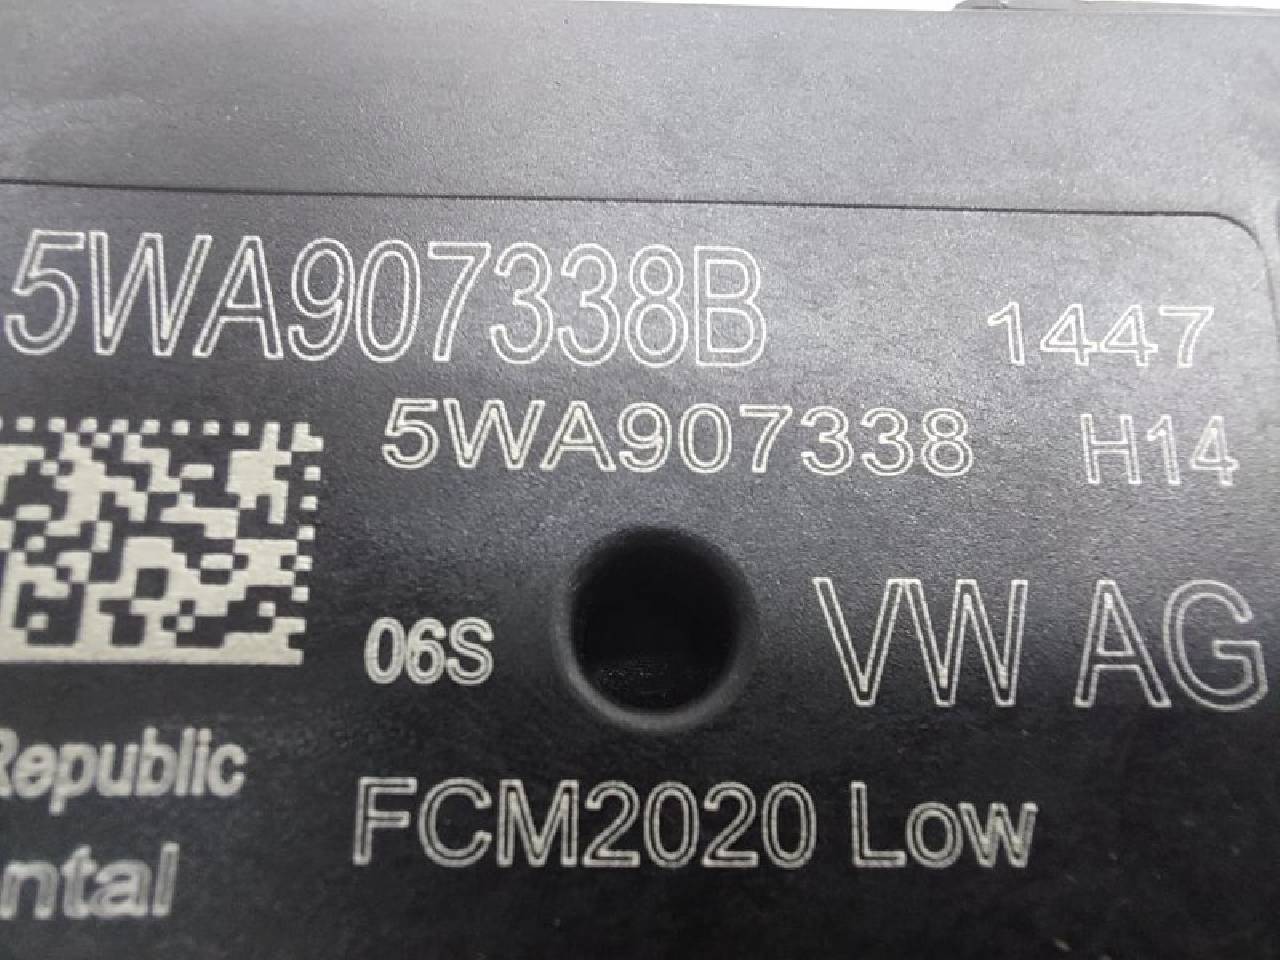 5WA907338B 1447
5WA907338 H14
06S VW AG
Republic
FCM2020 Low
ntal